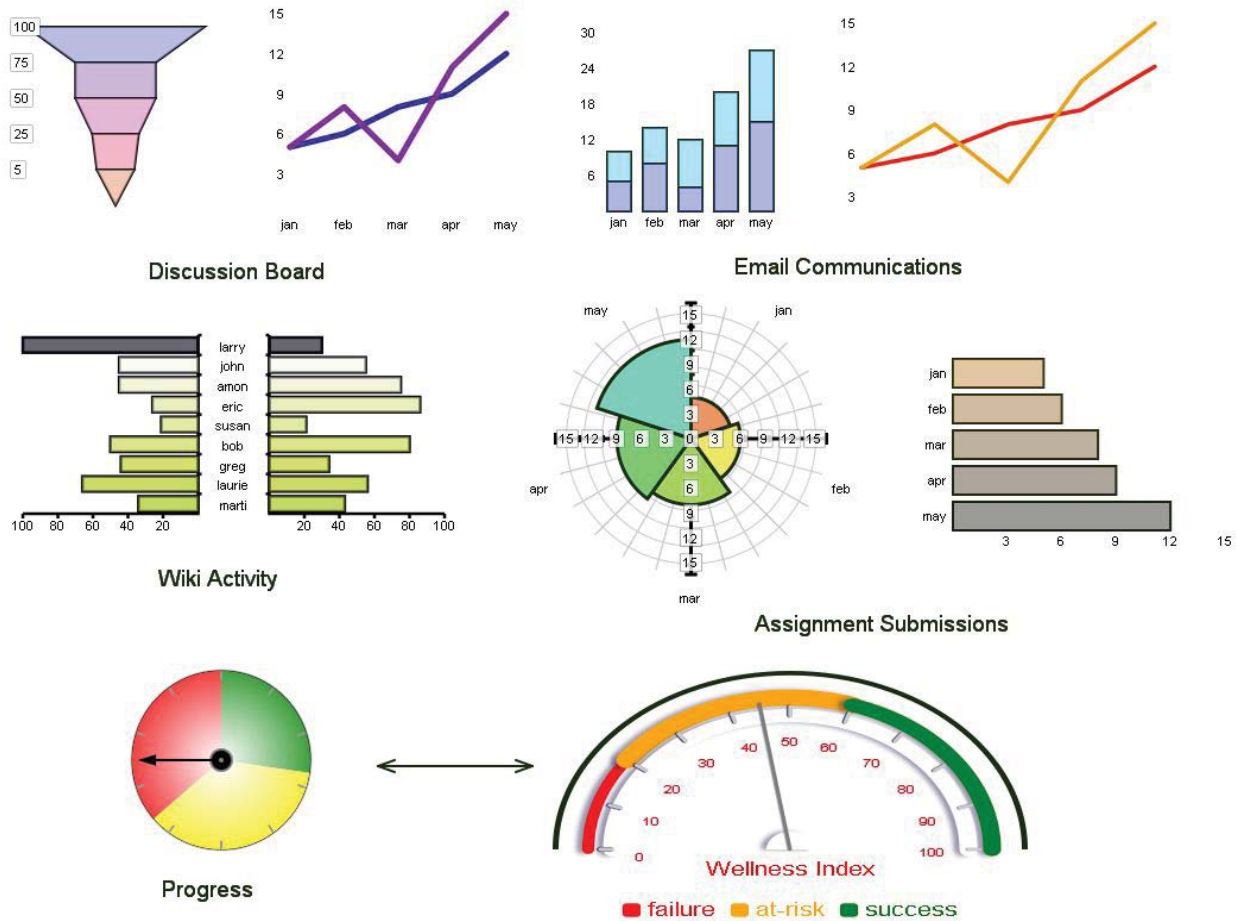 100
75
50
25
5
15
12
9
6
3
jan feb mar apr may
Discussion Board
30
24
18
12
6
jan feb mar apr may
15
12
9
6
3
Email Communications
larry
john
amon
eric
susan
bob
greg
laurie
marti
100 80 60 40 20
20 40 60 80 100
Wiki Activity
may jan
15
12
9
6
3
15 12 9 6 3 0 3 6 9 12 15
3
6
9
12
15
apr feb
mar
jan
feb
mar
apr
may
3 6 9 12 15
Assignment Submissions
Progress
0 10 20 30 40 50 60 70 80 90 100
Wellness Index
failure at-risk success